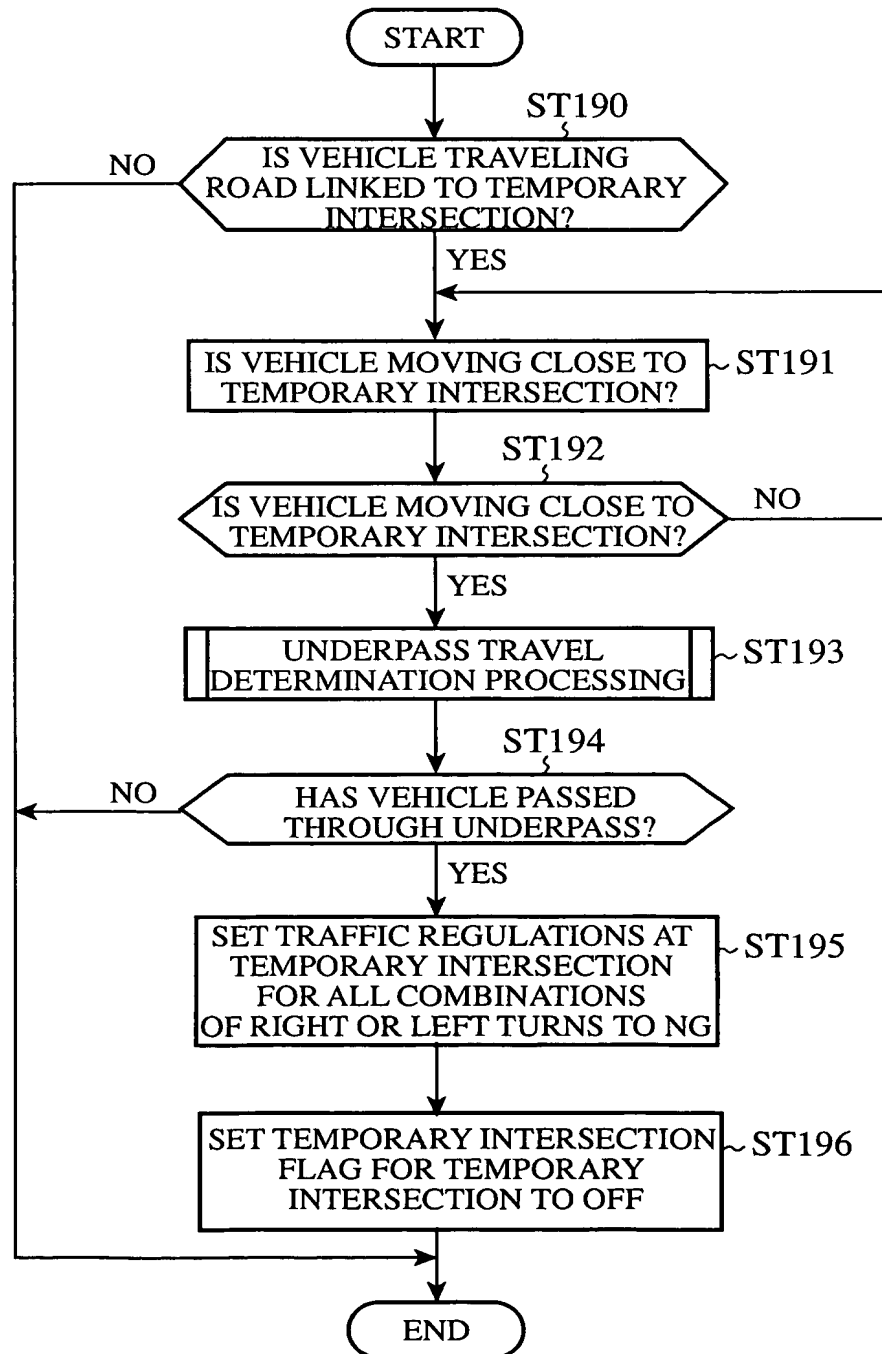 START
ST190
NO
IS VEHICLE TRAVELING
ROAD LINKED TO TEMPORARY
INTERSECTION?
YES
IS VEHICLE MOVING CLOSE TO
TEMPORARY INTERSECTION?
ST191
ST192
IS VEHICLE MOVING CLOSE TO
TEMPORARY INTERSECTION?
NO
YES
UNDERPASS TRAVEL
DETERMINATION PROCESSING
ST193
ST194
NO
HAS VEHICLE PASSED
THROUGH UNDERPASS?
YES
SET TRAFFIC REGULATIONS AT
TEMPORARY INTERSECTION
FOR ALL COMBINATIONS
OF RIGHT OR LEFT TURNS TO NG
ST195
SET TEMPORARY INTERSECTION
FLAG FOR TEMPORARY
INTERSECTION TO OFF
ST196
END